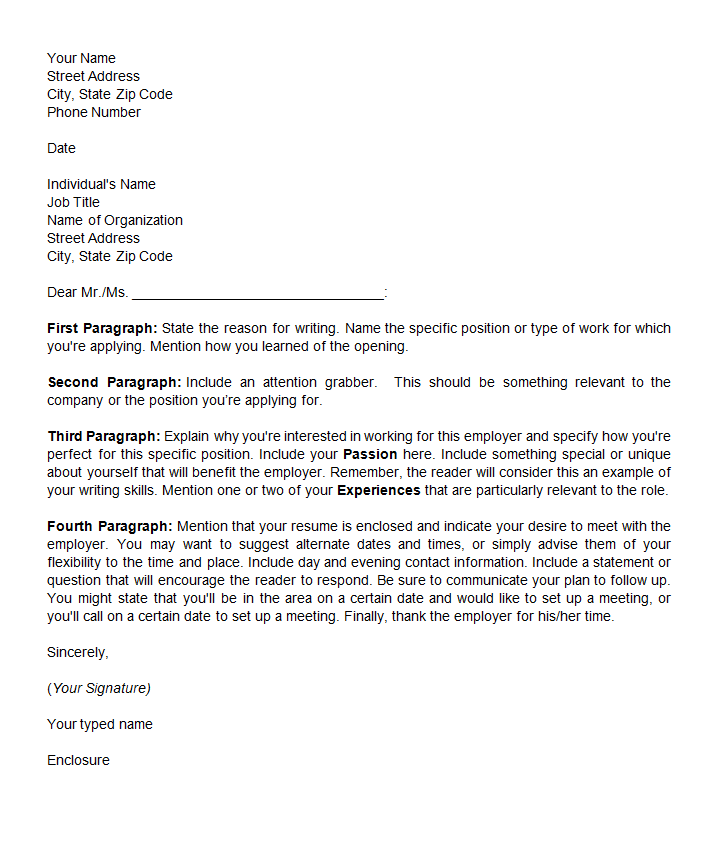 Your Name
Street Address
City, State Zip Code
Phone Number
Date
Individual's Name
Job Title
Name of Organization
Street Address
City, State Zip Code
Dear Mr./Ms. ________________________________:
First Paragraph: State the reason for writing. Name the specific position or type of work for which
you're applying. Mention how you learned of the opening.
Second Paragraph: Include an attention grabber.  This should be something relevant to the
company or the position you’re applying for.
Third Paragraph: Explain why you're interested in working for this employer and specify how you're
perfect for this specific position. Include your Passion here. Include something special or unique
about yourself that will benefit the employer. Remember, the reader will consider this an example of
your writing skills. Mention one or two of your Experiences that are particularly relevant to the role.
Fourth Paragraph: Mention that your resume is enclosed and indicate your desire to meet with the
employer. You may want to suggest alternate dates and times, or simply advise them of your
flexibility to the time and place. Include day and evening contact information. Include a statement or
question that will encourage the reader to respond. Be sure to communicate your plan to follow up.
You might state that you'll be in the area on a certain date and would like to set up a meeting, or
you'll call on a certain date to set up a meeting. Finally, thank the employer for his/her time.
Sincerely,
(Your Signature)
Your typed name
Enclosure